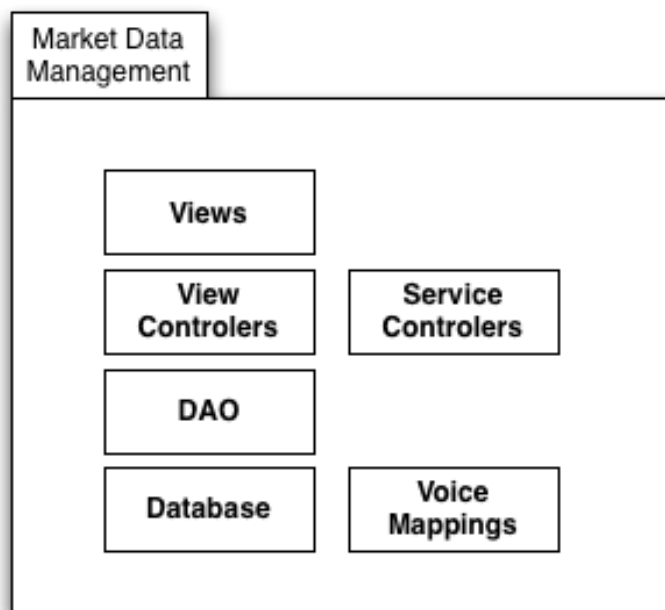 Market Data
Management
Views
View
Controlers
Service
Controlers
DAO
Database
Voice
Mappings